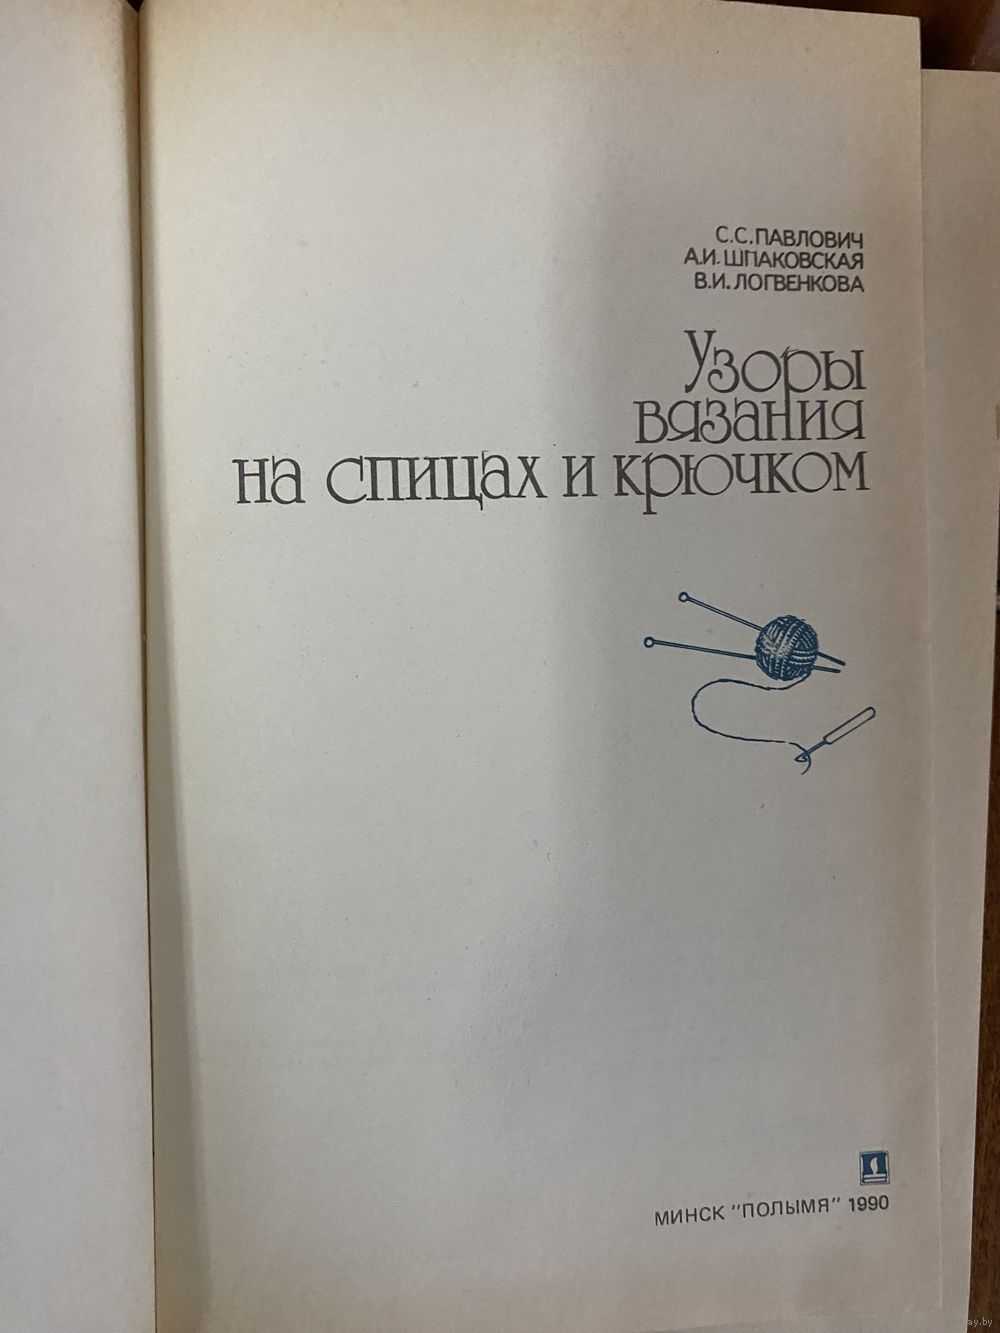 С.С.ПАВЛОВИЧ
А.И.ШПАКОВСКАЯ
В.И.ЛОГВЕНКОВА
Узоры
вязания
на спицах и крючком
МИНСК "ПОЛЫМЯ" 1990